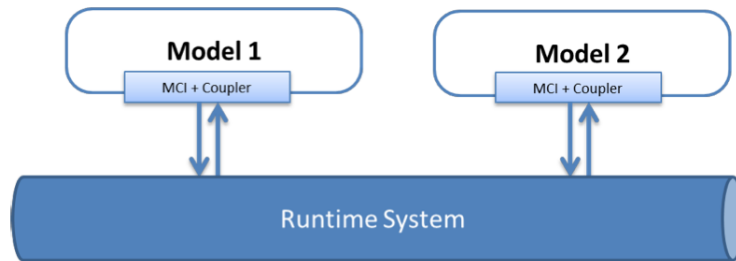 Model 1
MCI + Coupler
Model 2
MCI + Coupler
Runtime System